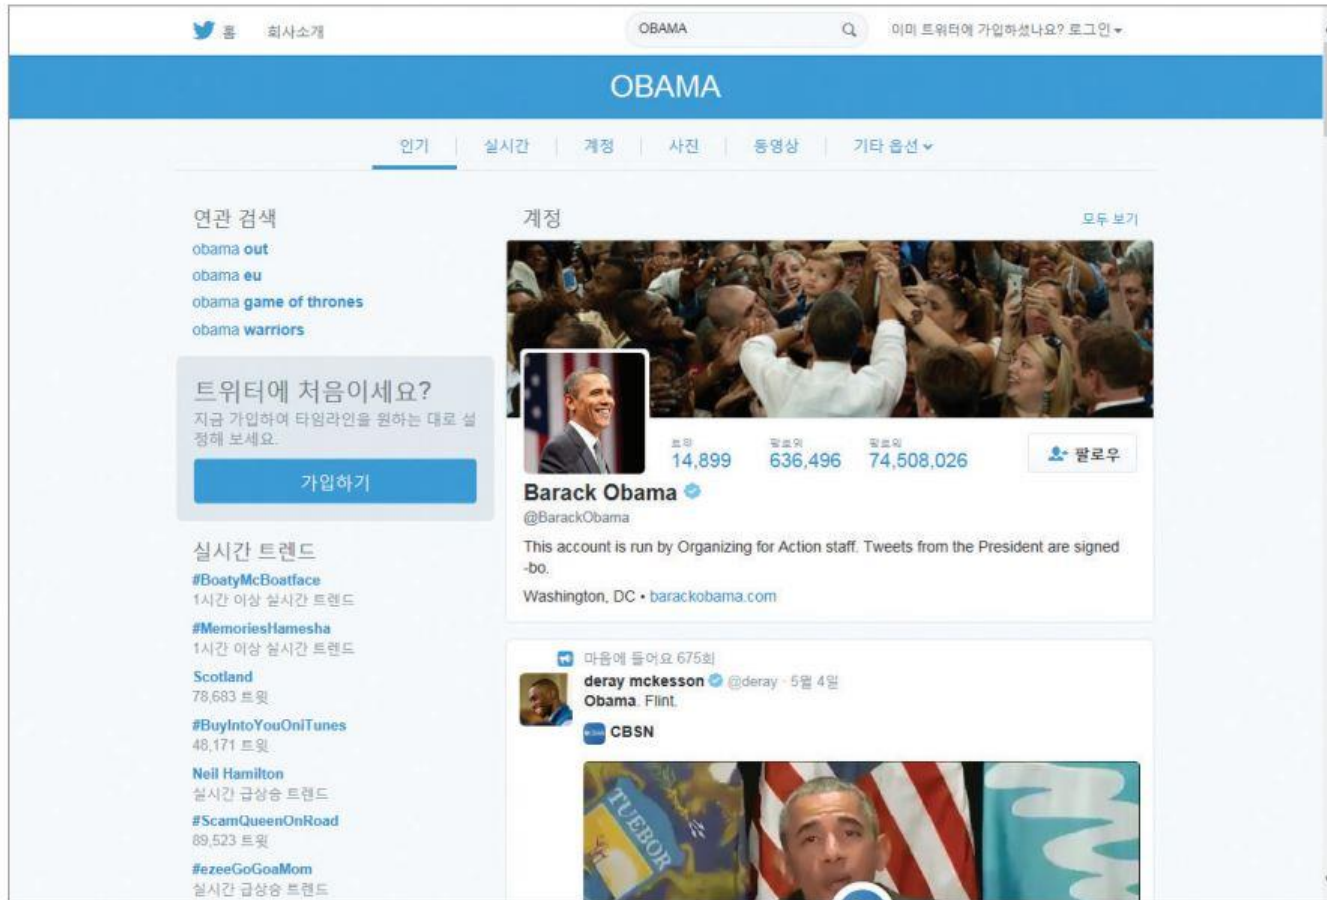 홈 회사소개 OBAMA 이미 트위터에 가입하셨나요? 로그인
OBAMA
인기 실시간 계정 사진 동영상 기타 옵션
연관 검색
obama out
obama eu
obama game of thrones
obama warriors
트위터에 처음이세요?
지금 가입하여 타임라인을 원하는 대로 설
정해 보세요.
가입하기
실시간 트렌드
#BoatyMcBoatface
1시간 이상 실시간 트렌드
#MemoriesHamesha
1시간 이상 실시간 트렌드
Scotland
78,683 트윗
#BuyIntoYouOniTunes
48,171 트윗
Neil Hamilton
실시간 급상승 트렌드
#ScamQueenOnRoad
89,523 트윗
#ezeeGoGoaMom
실시간 급상승 트렌드
계정 모두 보기
트윗 팔로잉 팔로워
14,899 636,496 74,508,026
팔로우
Barack Obama
@BarackObama
This account is run by Organizing for Action staff. Tweets from the President are signed
-bo.
Washington, DC • barackobama.com
마음에 들어요 675회
deray mckesson @deray · 5월 4일
Obama. Flint.
CBSN
TUEBOR